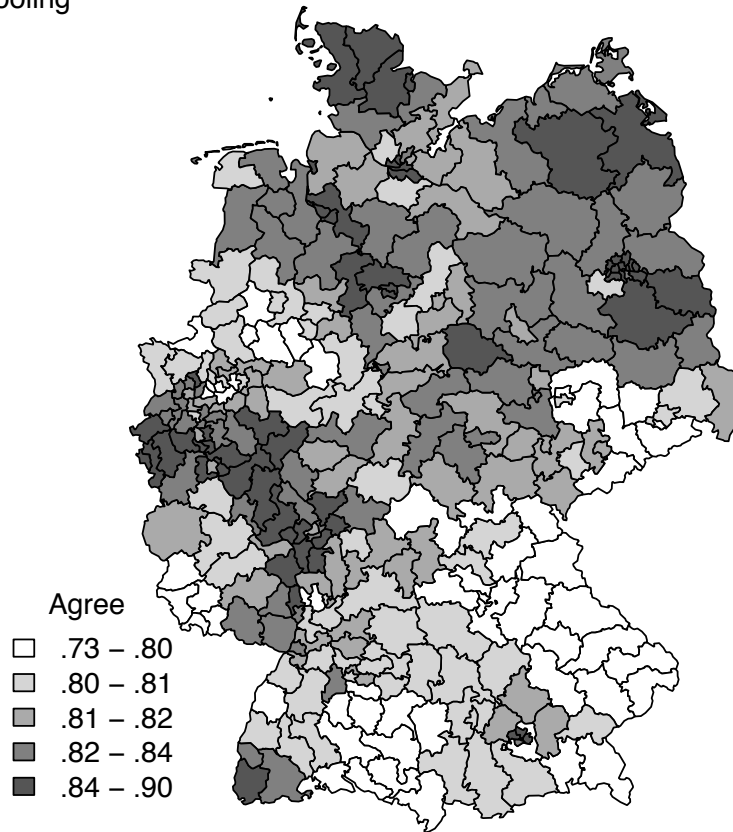 Agree
.73 – .80
.80 – .81
.81 – .82
.82 – .84
.84 – .90